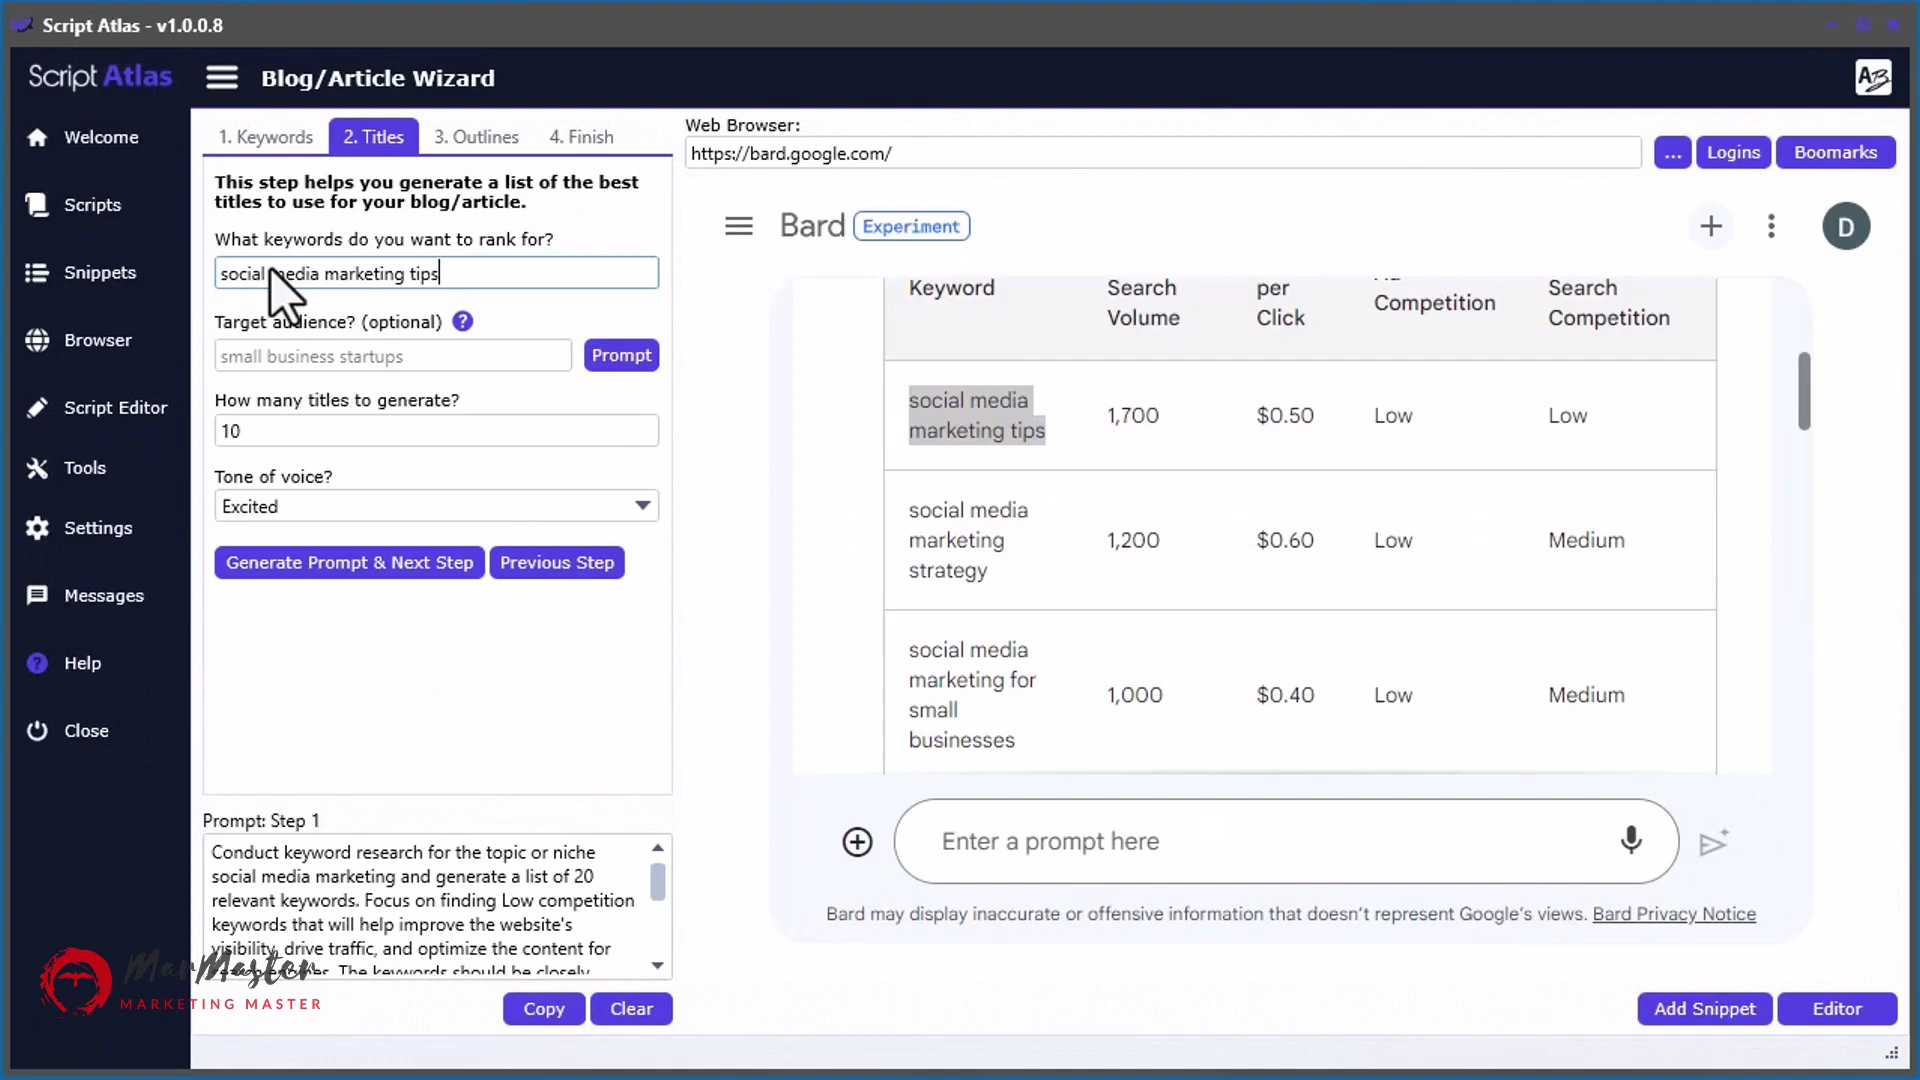 Script Atlas - v1.0.0.8
Script Atlas
Blog/Article Wizard
AB
Welcome
Scripts
Snippets
Browser
Script Editor
Tools
Settings
Messages
Help
Close
1. Keywords
2. Titles
3. Outlines
4. Finish
This step helps you generate a list of the best
titles to use for your blog/article.
What keywords do you want to rank for?
social media marketing tips
Target audience? (optional) ?
small business startups
Prompt
How many titles to generate?
10
Tone of voice?
Excited
Generate Prompt & Next Step
Previous Step
Prompt: Step 1
Conduct keyword research for the topic or niche
social media marketing and generate a list of 20
relevant keywords. Focus on finding Low competition
keywords that will help improve the website's
visibility, drive traffic, and optimize the content for
search engines. The keywords should be closely
Copy
Clear
MarMaster
MARKETING MASTER
Web Browser:
https://bard.google.com/
...
Logins
Boomarks
Bard
Experiment
D
Keyword
Search
Volume
per
Click
Competition
Search
Competition
social media
marketing tips
1,700
$0.50
Low
Low
social media
marketing
strategy
1,200
$0.60
Low
Medium
social media
marketing for
small
businesses
1,000
$0.40
Low
Medium
Enter a prompt here
Bard may display inaccurate or offensive information that doesn't represent Google's views. Bard Privacy Notice
Add Snippet
Editor